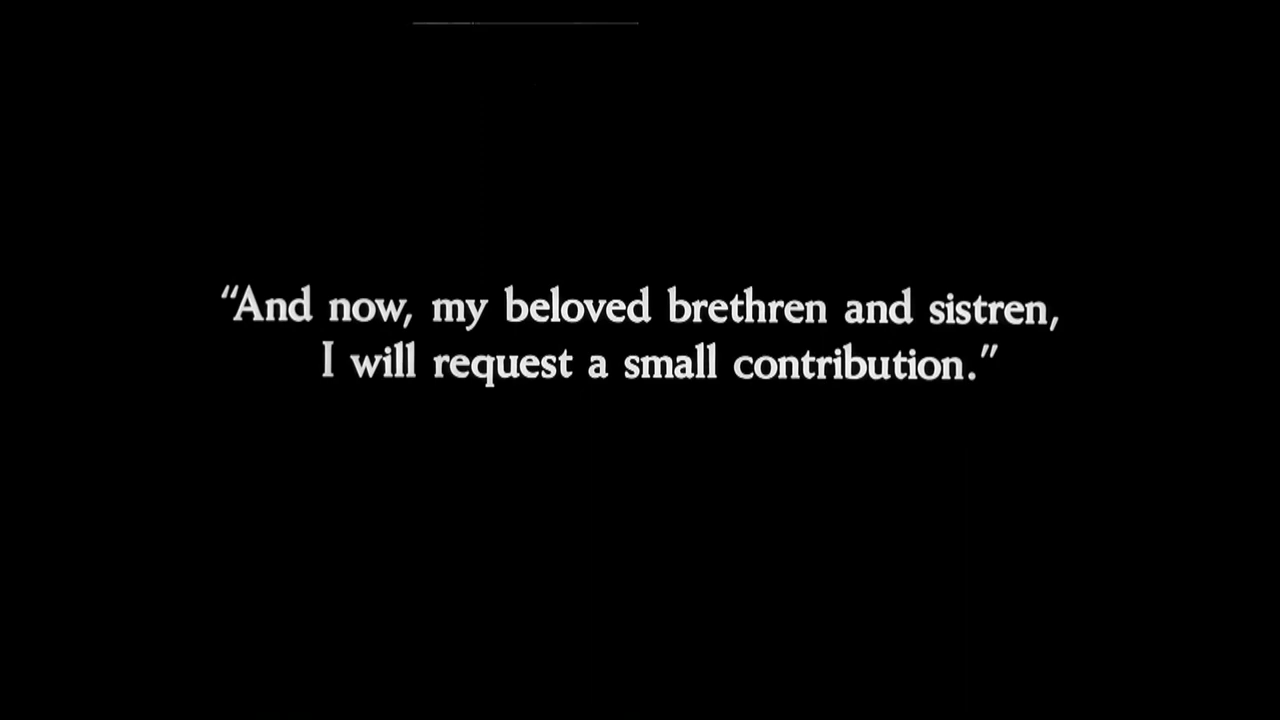 “And now, my beloved brethren and sistren,
I will request a small contribution.”